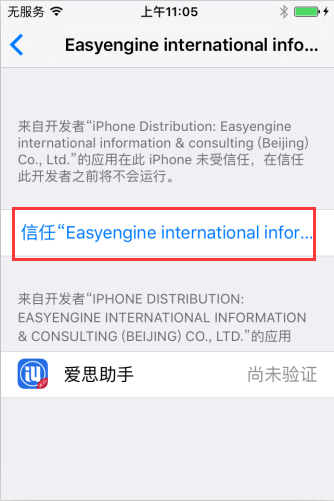 无服务 上午11:05
Easyengine international info...
来自开发者“iPhone Distribution: Easyengine
international information & consulting (Beijing)
Co., Ltd.”的应用在此 iPhone 未受信任，在信任
此开发者之前将不会运行。
信任“Easyengine international infor...
来自开发者“IPHONE DISTRIBUTION:
EASYENGINE INTERNATIONAL INFORMATION
& CONSULTING (BEIJING) CO., LTD.”的应用
iU 爱思助手 尚未验证